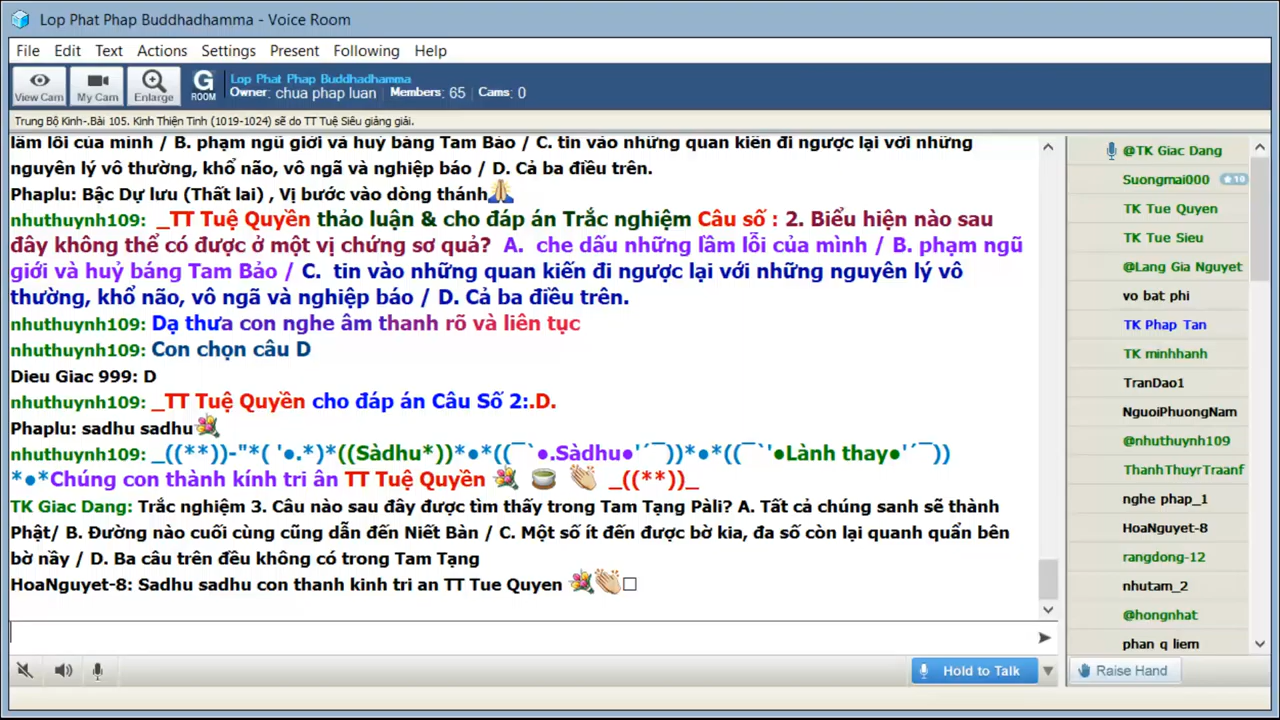 Lop Phat Phap Buddhadhamma - Voice Room
File Edit Text Actions Settings Present Following Help
View Cam My Cam Enlarge G ROOM
Lop Phat Phap Buddhadhamma
Owner: chua phap luan Members: 65 Cams: 0
Trung Bộ Kinh-.Bài 105. Kinh Thiện Tinh (1019-1024) sẽ do TT Tuệ Siêu giảng giải.
lầm lỗi của mình / B. phạm ngũ giới và huỷ báng Tam Bảo / C. tin vào những quan kiến đi ngược lại với những
nguyên lý vô thường, khổ não, vô ngã và nghiệp báo / D. Cả ba điều trên.
Phaplu: Bậc Dự lưu (Thất lai) , Vị bước vào dòng thánh
nhuthuynh109: _TT Tuệ Quyền thảo luận & cho đáp án Trắc nghiệm Câu số : 2. Biểu hiện nào sau
đây không thể có được ở một vị chứng sơ quả? A. che dấu những lầm lỗi của mình / B. phạm ngũ
giới và huỷ báng Tam Bảo / C. tin vào những quan kiến đi ngược lại với những nguyên lý vô
thường, khổ não, vô ngã và nghiệp báo / D. Cả ba điều trên.
nhuthuynh109: Dạ thưa con nghe âm thanh rõ và liên tục
nhuthuynh109: Con chọn câu D
Dieu Giac 999: D
nhuthuynh109: _TT Tuệ Quyền cho đáp án Câu Số 2:.D.
Phaplu: sadhu sadhu
nhuthuynh109: _((**))-"*( '●.*)*((Sàdhu*))*●*((¯`●.Sàdhu●'´¯))*●*((¯`'●Lành thay●'´¯))
*●*Chúng con thành kính tri ân TT Tuệ Quyền _((**))_
TK Giac Dang: Trắc nghiệm 3. Câu nào sau đây được tìm thấy trong Tam Tạng Pàli? A. Tất cả chúng sanh sẽ thành
Phật/ B. Đường nào cuối cùng cũng dẫn đến Niết Bàn / C. Một số ít đến được bờ kia, đa số còn lại quanh quẩn bên
bờ nầy / D. Ba câu trên đều không có trong Tam Tạng
HoaNguyet-8: Sadhu sadhu con thanh kinh tri an TT Tue Quyen
Hold to Talk
@TK Giac Dang
Suongmai000 10
TK Tue Quyen
TK Tue Sieu
@Lang Gia Nguyet
vo bat phi
TK Phap Tan
TK minhhanh
TranDao1
NguoiPhuongNam
@nhuthuynh109
ThanhThuyrTraanf
nghe phap_1
HoaNguyet-8
rangdong-12
nhutam_2
@hongnhat
phan q liem
Raise Hand